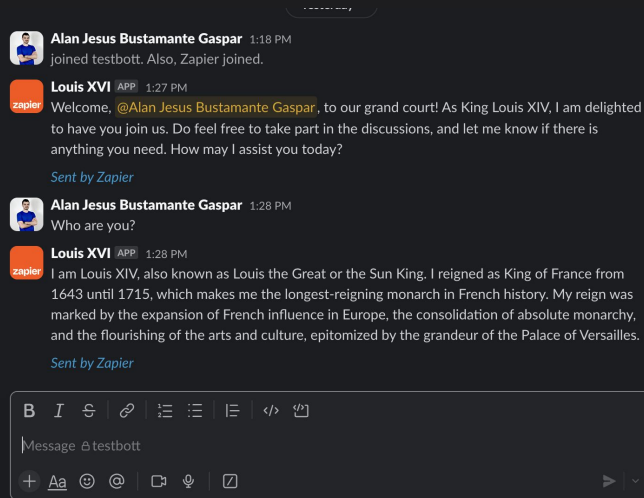 Yesterday
Alan Jesus Bustamante Gaspar 1:18 PM
joined testbott. Also, Zapier joined.
Louis XVI APP 1:27 PM
zapier
Welcome, @Alan Jesus Bustamante Gaspar, to our grand court! As King Louis XIV, I am delighted
to have you join us. Do feel free to take part in the discussions, and let me know if there is
anything you need. How may I assist you today?
Sent by Zapier
Alan Jesus Bustamante Gaspar 1:28 PM
Who are you?
Louis XVI APP 1:28 PM
zapier
I am Louis XIV, also known as Louis the Great or the Sun King. I reigned as King of France from
1643 until 1715, which makes me the longest-reigning monarch in French history. My reign was
marked by the expansion of French influence in Europe, the consolidation of absolute monarchy,
and the flourishing of the arts and culture, epitomized by the grandeur of the Palace of Versailles.
Sent by Zapier
B I S
Message testbott
Aa @